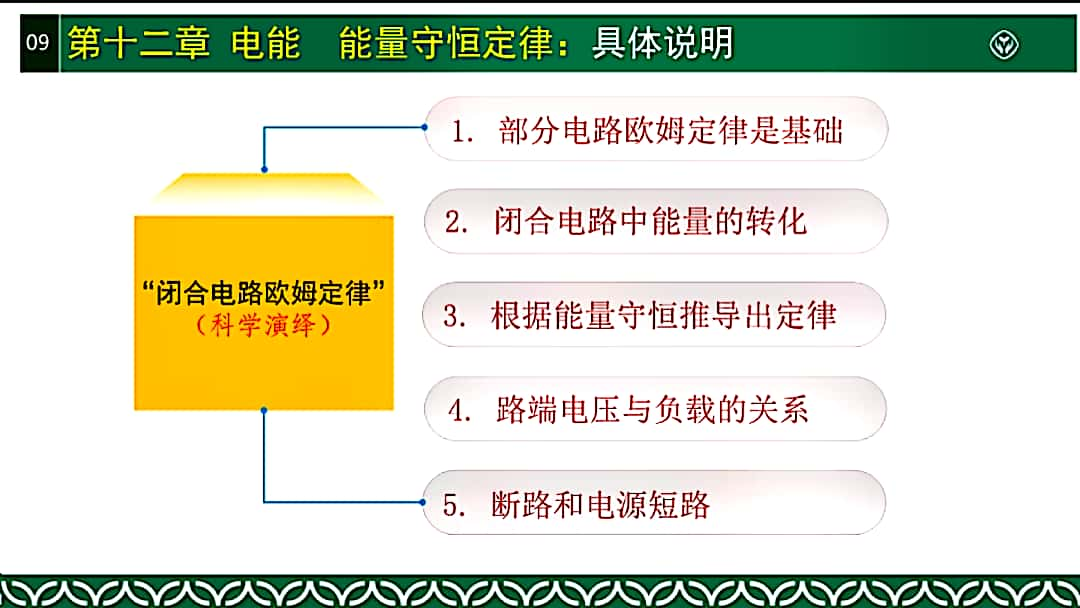 09 第十二章 电能 能量守恒定律：具体说明
1. 部分电路欧姆定律是基础
2. 闭合电路中能量的转化
“闭合电路欧姆定律”
（科学演绎）
3. 根据能量守恒推导出定律
4. 路端电压与负载的关系
5. 断路和电源短路